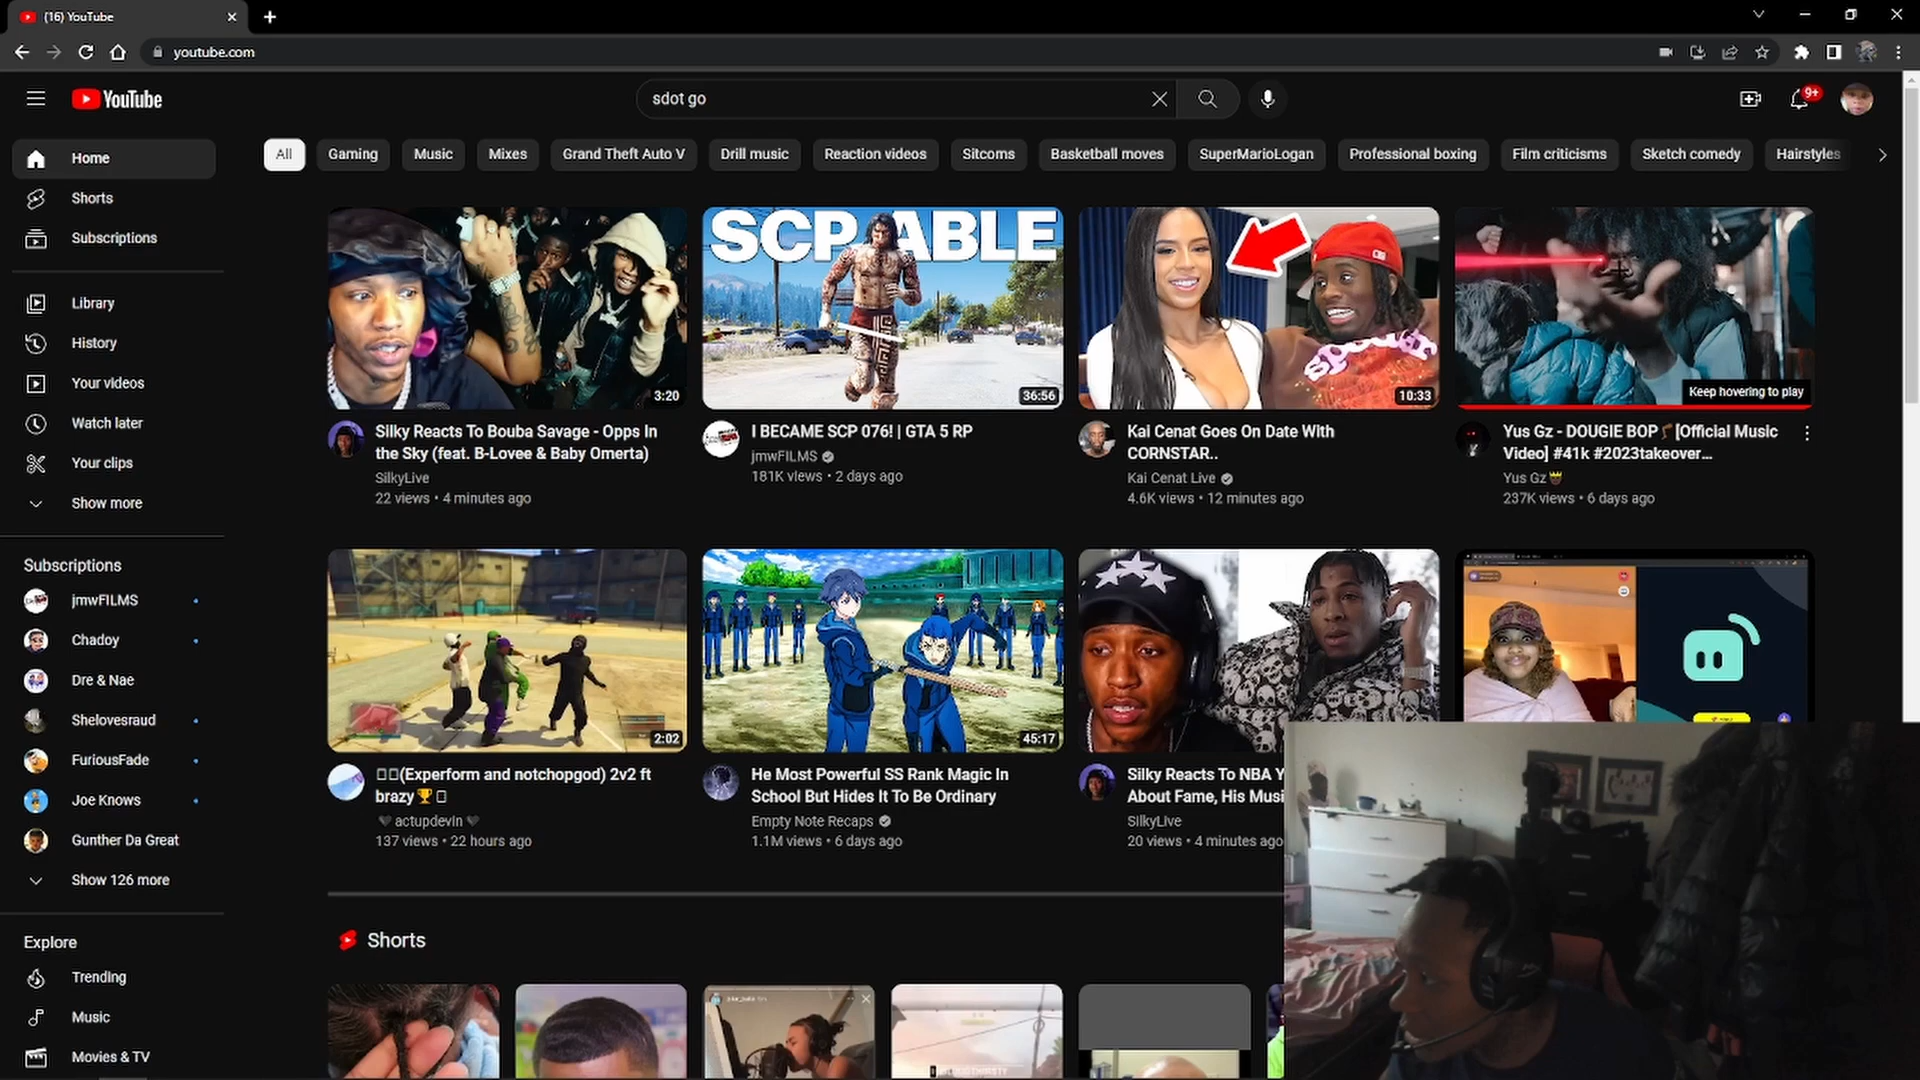 (16) YouTube
youtube.com
YouTube
sdot go
9+
Home
Shorts
Subscriptions
Library
History
Your videos
Watch later
Your clips
Show more
Subscriptions
jmwFILMS
Chadoy
Dre & Nae
Shelovesraud
FuriousFade
Joe Knows
Gunther Da Great
Show 126 more
Explore
Trending
Music
Movies & TV
All
Gaming
Music
Mixes
Grand Theft Auto V
Drill music
Reaction videos
Sitcoms
Basketball moves
SuperMarioLogan
Professional boxing
Film criticisms
Sketch comedy
Hairstyles
3:20
Silky Reacts To Bouba Savage - Opps In
the Sky (feat. B-Lovee & Baby Omerta)
SilkyLive
22 views • 4 minutes ago
SCP ABLE
36:56
I BECAME SCP 076! | GTA 5 RP
jmwFILMS
181K views • 2 days ago
10:33
Kai Cenat Goes On Date With
CORNSTAR..
Kai Cenat Live
4.6K views • 12 minutes ago
Keep hovering to play
Yus Gz - DOUGIE BOP [Official Music
Video] #41k #2023takeover...
Yus Gz
237K views • 6 days ago
2:02
(Experform and notchopgod) 2v2 ft
brazy🏆
actupdevin
137 views • 22 hours ago
45:17
He Most Powerful SS Rank Magic In
School But Hides It To Be Ordinary
Empty Note Recaps
1.1M views • 6 days ago
Silky Reacts To NBA Y
About Fame, His Musi
SilkyLive
20 views • 4 minutes ago
Shorts